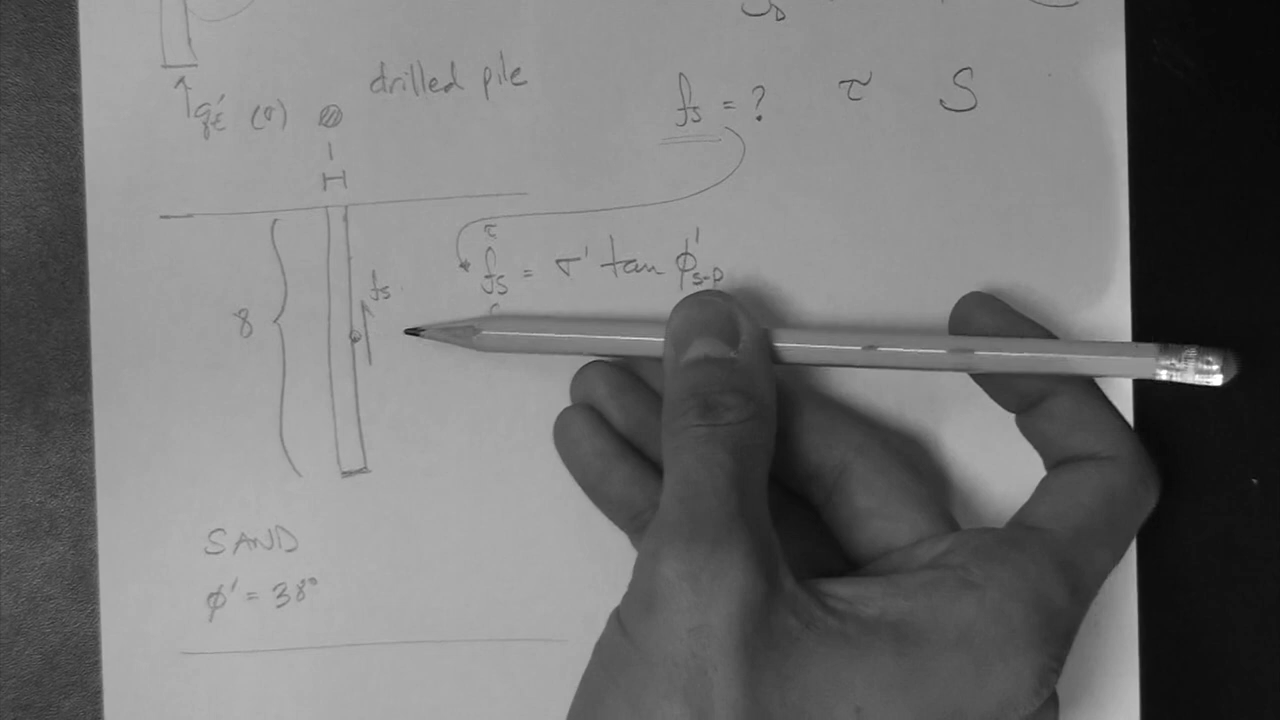 drilled pile
fs = ? τ S
q't (σ)
H
τ
fs = σ' tan ϕ's-p
fs
8
SAND
ϕ' = 38°